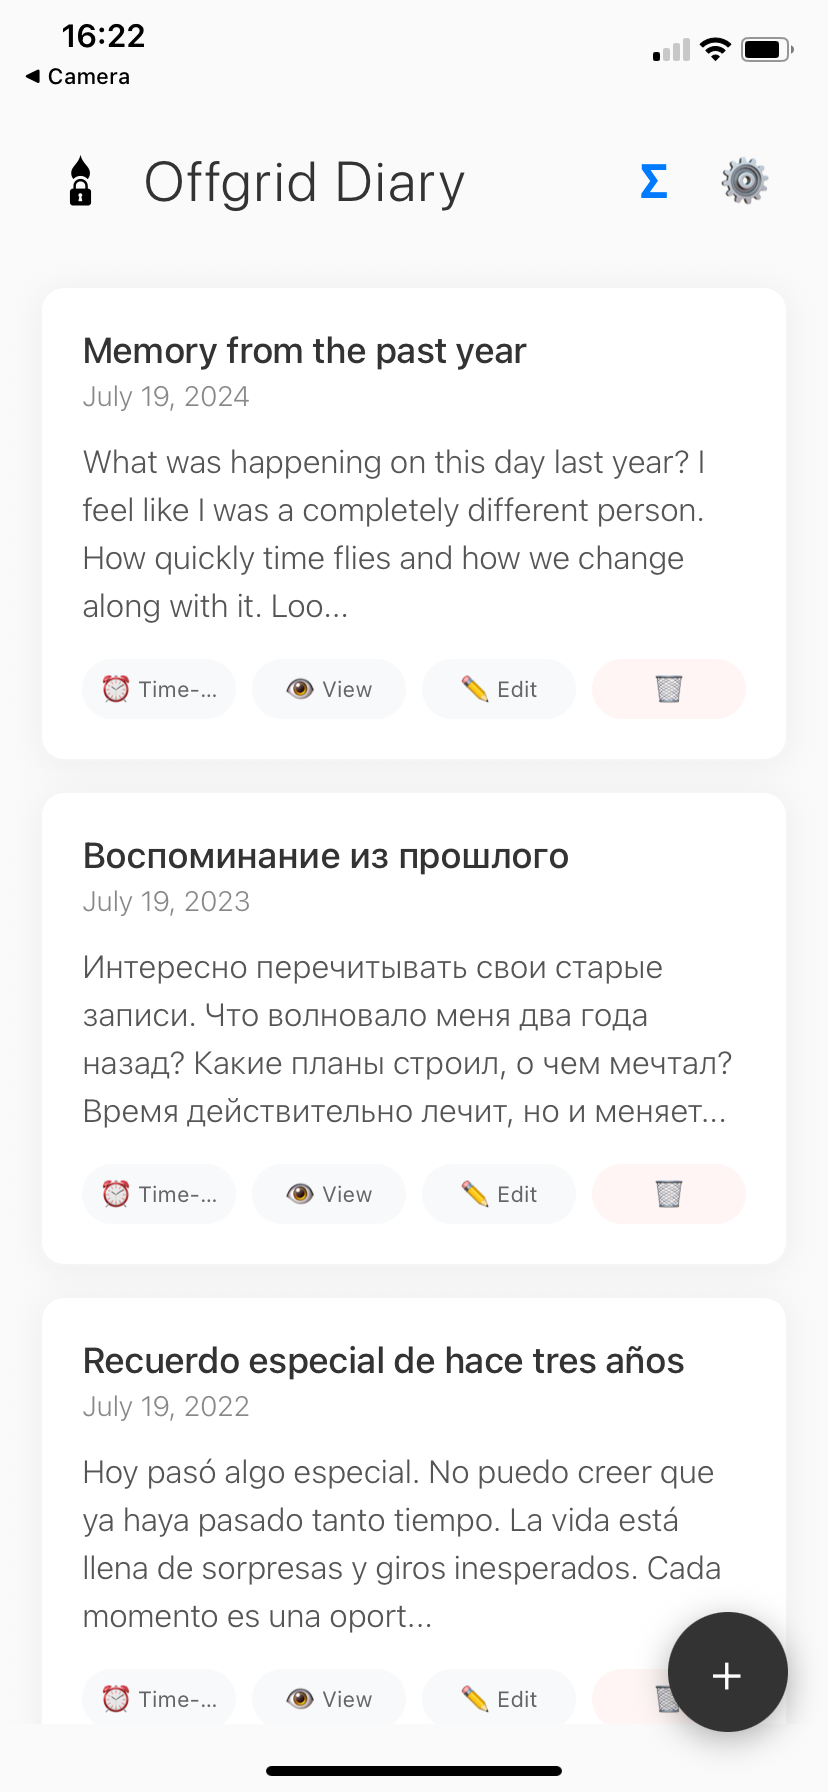 16:22
◀ Camera
Offgrid Diary
Σ
Memory from the past year
July 19, 2024
What was happening on this day last year? I
feel like I was a completely different person.
How quickly time flies and how we change
along with it. Loo...
Time-...
View
Edit
Воспоминание из прошлого
July 19, 2023
Интересно перечитывать свои старые
записи. Что волновало меня два года
назад? Какие планы строил, о чем мечтал?
Время действительно лечит, но и меняет...
Time-...
View
Edit
Recuerdo especial de hace tres años
July 19, 2022
Hoy pasó algo especial. No puedo creer que
ya haya pasado tanto tiempo. La vida está
llena de sorpresas y giros inesperados. Cada
momento es una oport...
Time-...
View
Edit
+